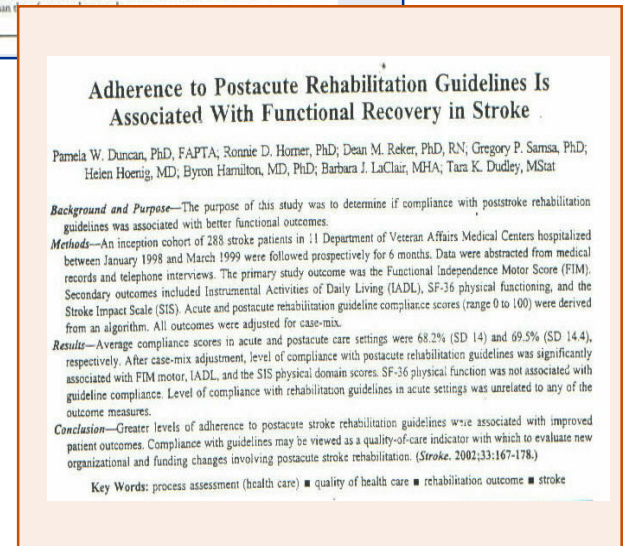 Adherence to Postacute Rehabilitation Guidelines Is
Associated With Functional Recovery in Stroke
Pamela W. Duncan, PhD, FAPTA; Ronnie D. Horner, PhD; Dean M. Reker, PhD, RN; Gregory P. Samsa, PhD;
Helen Hoenig, MD; Byron Hamilton, MD, PhD; Barbara J. LaClair, MHA; Tara K. Dudley, MStat
Background and Purpose—The purpose of this study was to determine if compliance with poststroke rehabilitation
guidelines was associated with better functional outcomes.
Methods—An inception cohort of 288 stroke patients in 11 Department of Veteran Affairs Medical Centers hospitalized
between January 1998 and March 1999 were followed prospectively for 6 months. Data were abstracted from medical
records and telephone interviews. The primary study outcome was the Functional Independence Motor Score (FIM).
Secondary outcomes included Instrumental Activities of Daily Living (IADL), SF-36 physical functioning, and the
Stroke Impact Scale (SIS). Acute and postacute rehabilitation guideline compliance scores (range 0 to 100) were derived
from an algorithm. All outcomes were adjusted for case-mix.
Results—Average compliance scores in acute and postacute care settings were 68.2% (SD 14) and 69.5% (SD 14.4),
respectively. After case-mix adjustment, level of compliance with postacute rehabilitation guidelines was significantly
associated with FIM motor, IADL, and the SIS physical domain scores. SF-36 physical function was not associated with
guideline compliance. Level of compliance with rehabilitation guidelines in acute settings was unrelated to any of the
outcome measures.
Conclusion—Greater levels of adherence to postacute stroke rehabilitation guidelines were associated with improved
patient outcomes. Compliance with guidelines may be viewed as a quality-of-care indicator with which to evaluate new
organizational and funding changes involving postacute stroke rehabilitation. (Stroke. 2002;33:167-178.)
Key Words: process assessment (health care) ■ quality of health care ■ rehabilitation outcome ■ stroke